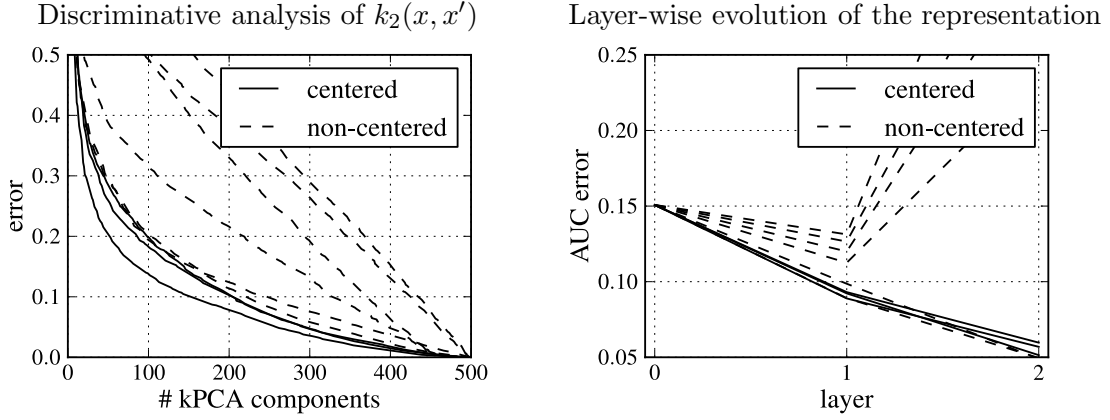 Discriminative analysis of k₂(x, x′)
0.5
0.4
0.3
0.2
0.1
0.0
error
centered
non-centered
0 100 200 300 400 500
# kPCA components
Layer-wise evolution of the representation
0.25
0.20
0.15
0.10
0.05
AUC error
centered
non-centered
0 1 2
layer